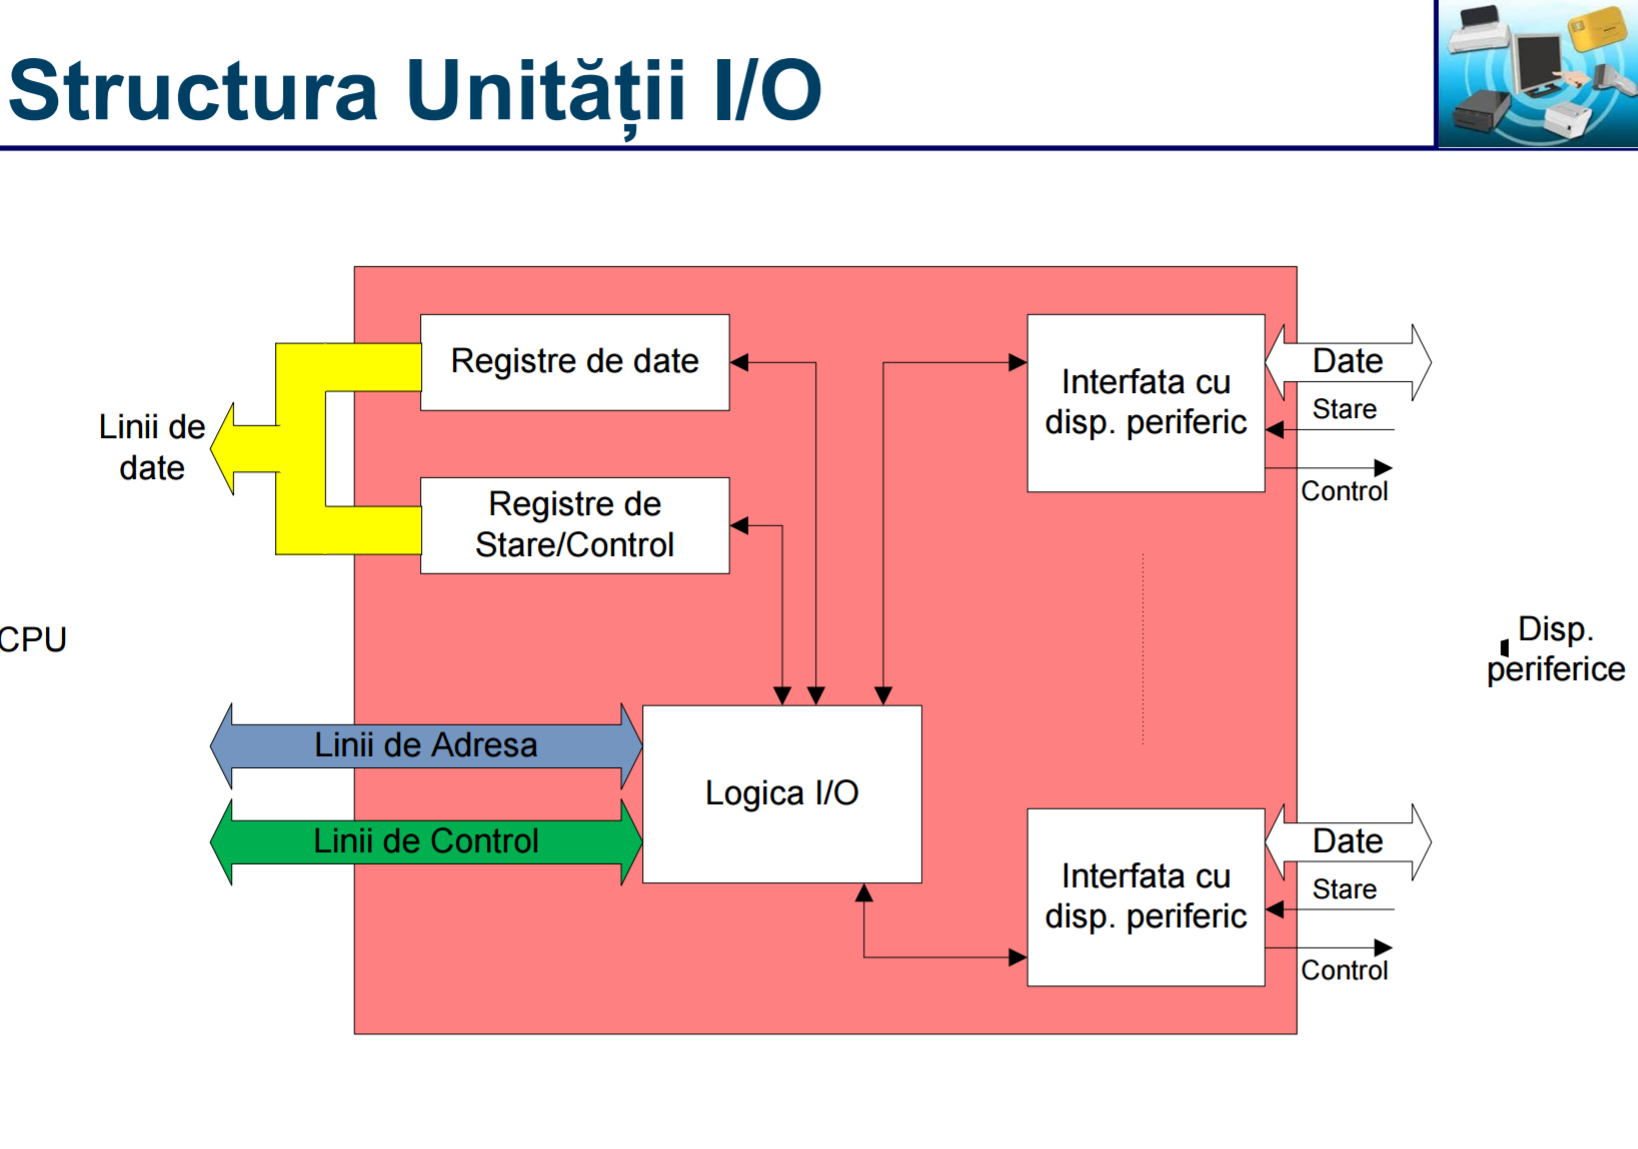 Structura Unității I/O
Registre de date
Linii de
date
Registre de
Stare/Control
Interfata cu
disp. periferic
Date
Stare
Control
CPU
Disp.
periferice
Linii de Adresa
Linii de Control
Logica I/O
Interfata cu
disp. periferic
Date
Stare
Control